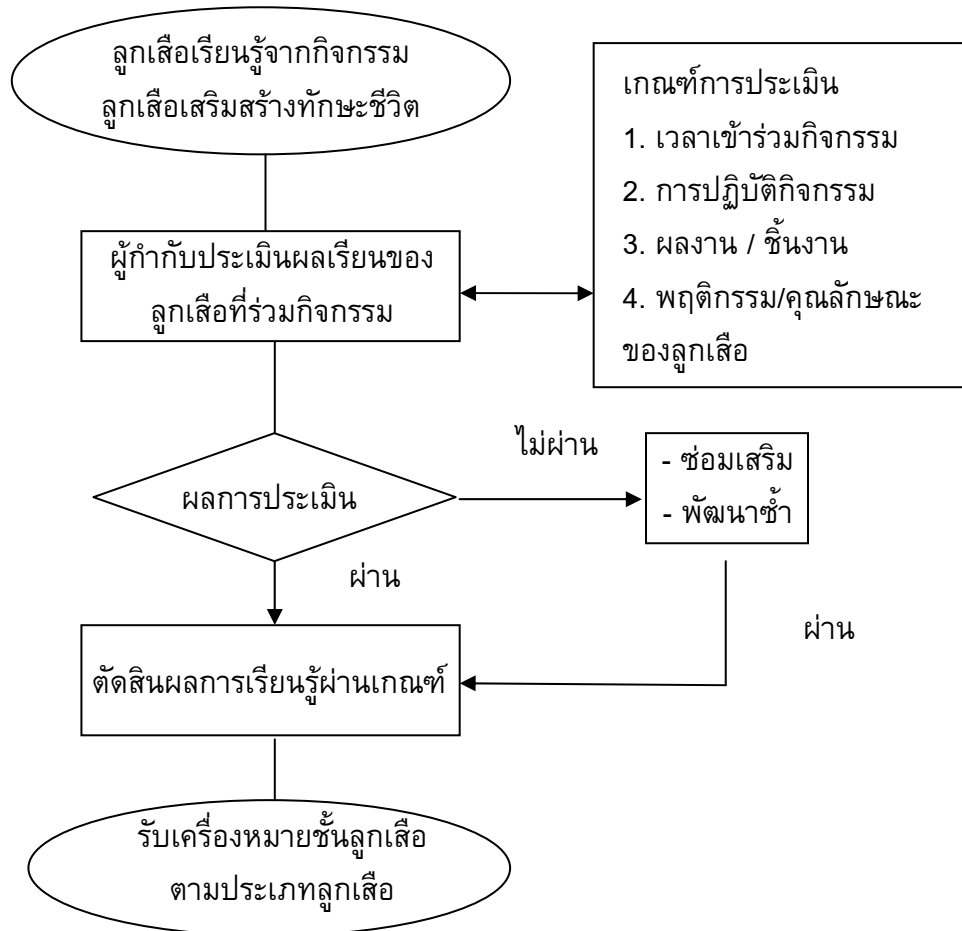 ลูกเสือเรียนรู้จากกิจกรรม
ลูกเสือเสริมสร้างทักษะชีวิต
เกณฑ์การประเมิน
1. เวลาเข้าร่วมกิจกรรม
2. การปฏิบัติกิจกรรม
3. ผลงาน / ชิ้นงาน
4. พฤติกรรม/คุณลักษณะ
ของลูกเสือ
ผู้กำกับประเมินผลเรียนของ
ลูกเสือที่ร่วมกิจกรรม
ไม่ผ่าน
- ซ่อมเสริม
- พัฒนาซ้ำ
ผลการประเมิน
ผ่าน
ผ่าน
ตัดสินผลการเรียนรู้ผ่านเกณฑ์
รับเครื่องหมายชั้นลูกเสือ
ตามประเภทลูกเสือ